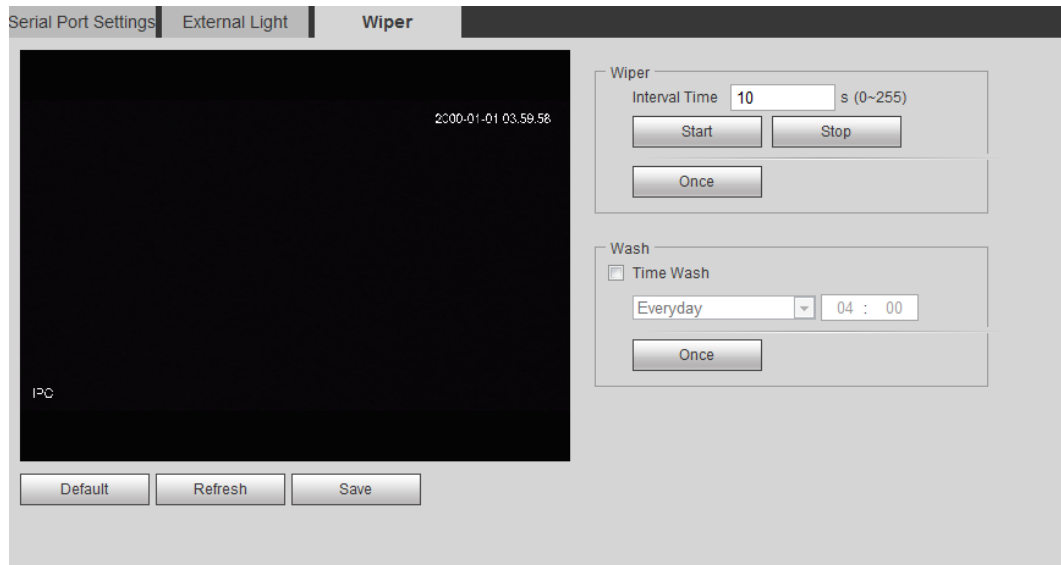 Serial Port Settings External Light Wiper
2000-01-01 03:59:58
IPC
Default Refresh Save
Wiper
Interval Time 10 s (0~255)
Start Stop
Once
Wash
Time Wash
Everyday 04 : 00
Once